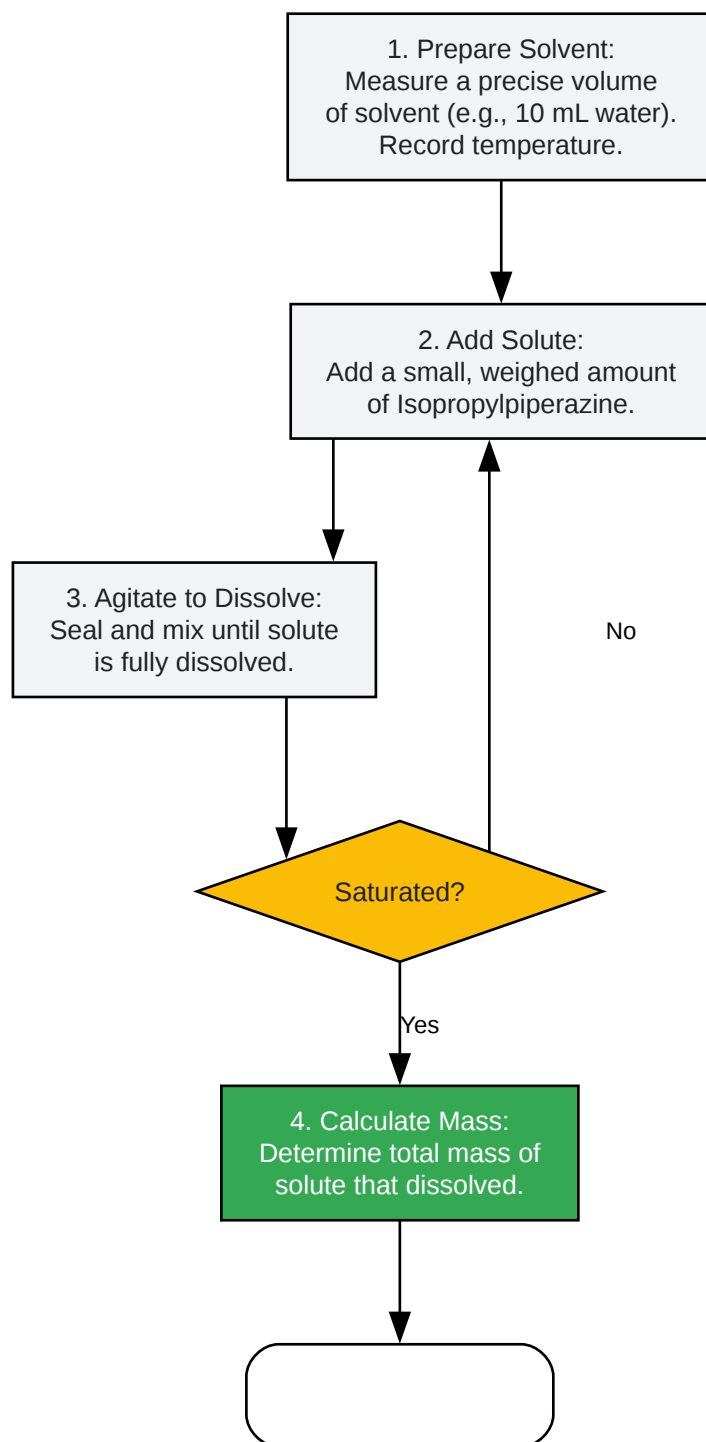 1. Prepare Solvent:
Measure a precise volume
of solvent (e.g., 10 mL water).
Record temperature.
2. Add Solute:
Add a small, weighed amount
of Isopropylpiperazine.
3. Agitate to Dissolve:
Seal and mix until solute
is fully dissolved.
No
Saturated?
Yes
4. Calculate Mass:
Determine total mass of
solute that dissolved.